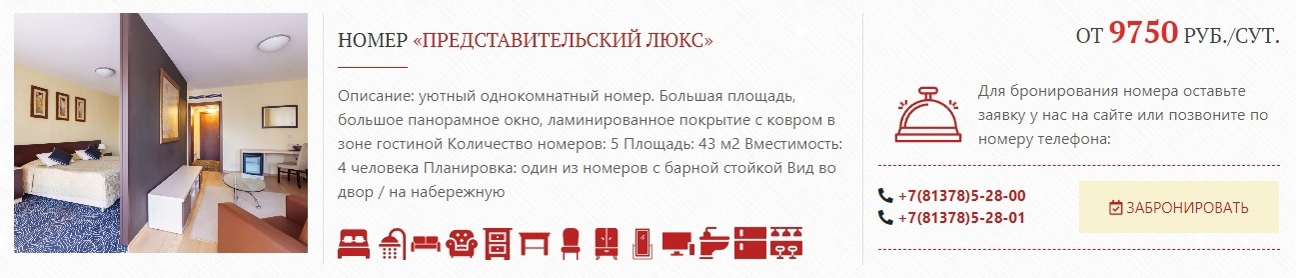 НОМЕР «ПРЕДСТАВИТЕЛЬСКИЙ ЛЮКС»
Описание: уютный однокомнатный номер. Большая площадь,
большое панорамное окно, ламинированное покрытие с ковром в
зоне гостиной Количество номеров: 5 Площадь: 43 м2 Вместимость:
4 человека Планировка: один из номеров с барной стойкой Вид во
двор / на набережную
ОТ 9750 РУБ./СУТ.
Для бронирования номера оставьте
заявку у нас на сайте или позвоните по
номеру телефона:
+7(81378)5-28-00
+7(81378)5-28-01
ЗАБРОНИРОВАТЬ